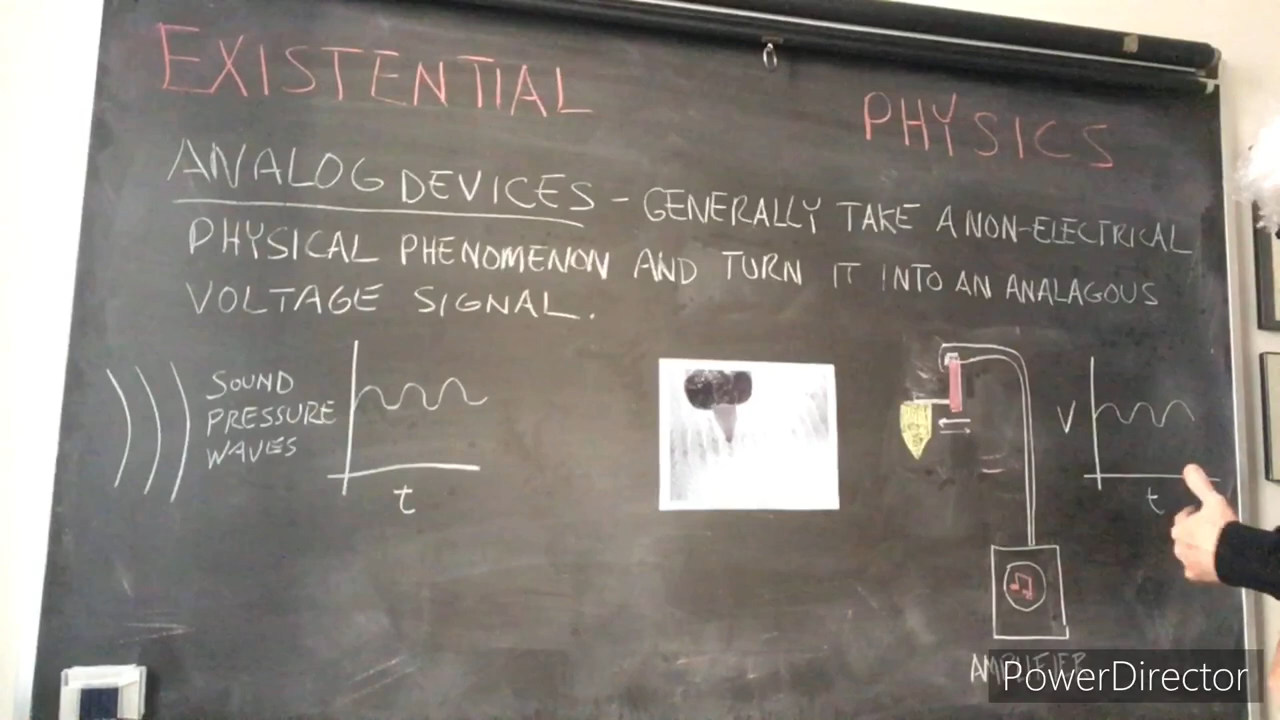 EXISTENTIAL PHYSICS
ANALOG DEVICES - GENERALLY TAKE A NON-ELECTRICAL
PHYSICAL PHENOMENON AND TURN IT INTO AN ANALAGOUS
VOLTAGE SIGNAL.
SOUND
PRESSURE
WAVES
t
V
t
AMPLIFIER
PowerDirector